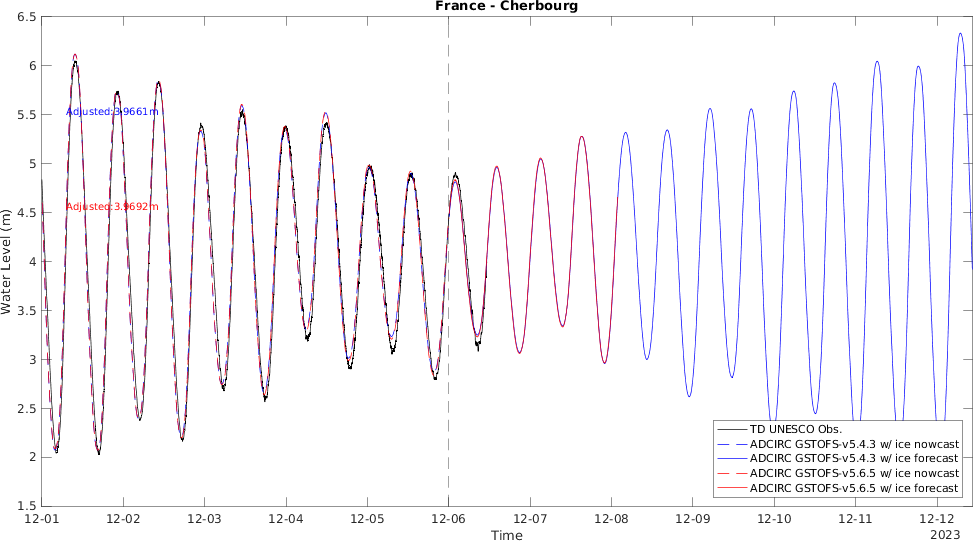 France - Cherbourg
6.5
6
5.5
5
4.5
4
3.5
3
2.5
2
1.5
Water Level (m)
Adjusted:3.9661m
Adjusted:3.9692m
TD UNESCO Obs.
ADCIRC GSTOFS-v5.4.3 w/ ice nowcast
ADCIRC GSTOFS-v5.4.3 w/ ice forecast
ADCIRC GSTOFS-v5.6.5 w/ ice nowcast
ADCIRC GSTOFS-v5.6.5 w/ ice forecast
12-01 12-02 12-03 12-04 12-05 12-06 12-07 12-08 12-09 12-10 12-11 12-12
Time
2023